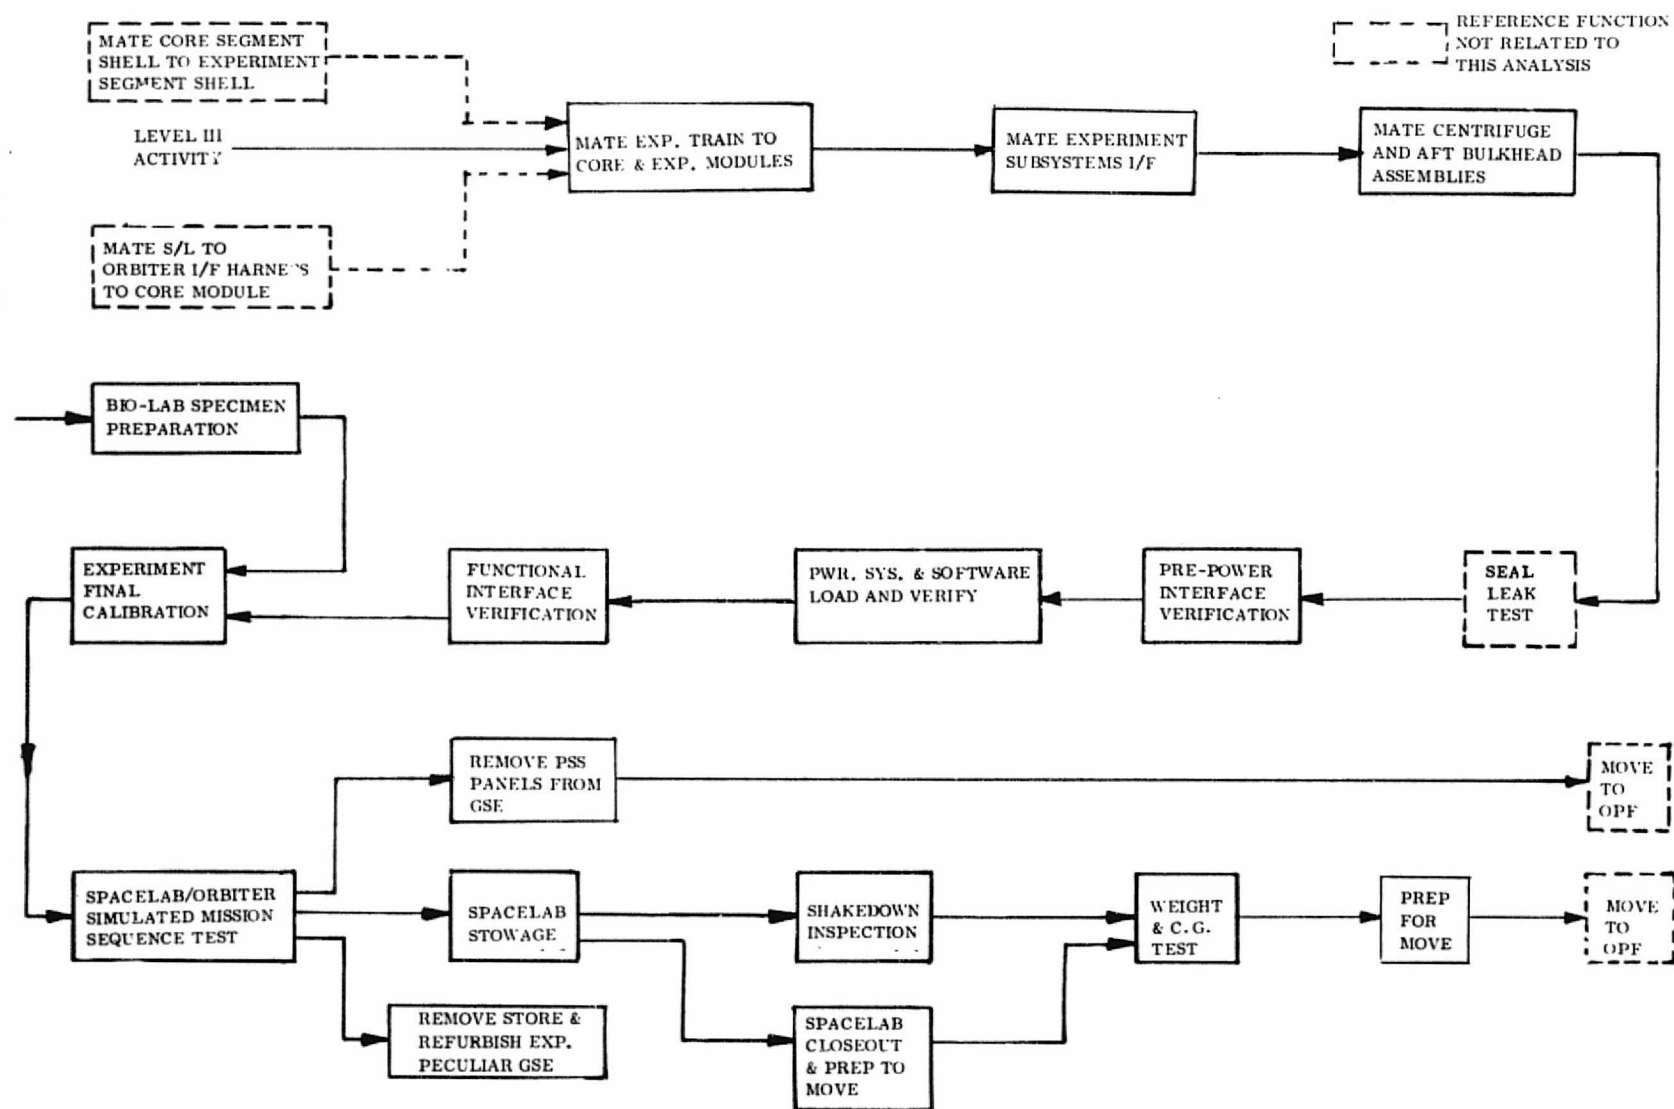 MATE CORE SEGMENT
SHELL TO EXPERIMENT
SEGMENT SHELL
REFERENCE FUNCTION
NOT RELATED TO
THIS ANALYSIS
LEVEL III
ACTIVITY
MATE EXP. TRAIN TO
CORE & EXP. MODULES
MATE EXPERIMENT
SUBSYSTEMS I/F
MATE CENTRIFUGE
AND AFT BULKHEAD
ASSEMBLIES
MATE S/L TO
ORBITER I/F HARNESS
TO CORE MODULE
BIO-LAB SPECIMEN
PREPARATION
EXPERIMENT
FINAL
CALIBRATION
FUNCTIONAL
INTERFACE
VERIFICATION
PWR. SYS. & SOFTWARE
LOAD AND VERIFY
PRE-POWER
INTERFACE
VERIFICATION
SEAL
LEAK
TEST
REMOVE PSS
PANELS FROM
GSE
MOVE
TO
OPF
SPACELAB/ORBITER
SIMULATED MISSION
SEQUENCE TEST
SPACELAB
STOWAGE
SHAKEDOWN
INSPECTION
WEIGHT
& C.G.
TEST
PREP
FOR
MOVE
MOVE
TO
OPF
REMOVE STORE &
REFURBISH EXP.
PECULIAR GSE
SPACELAB
CLOSEOUT
& PREP TO
MOVE